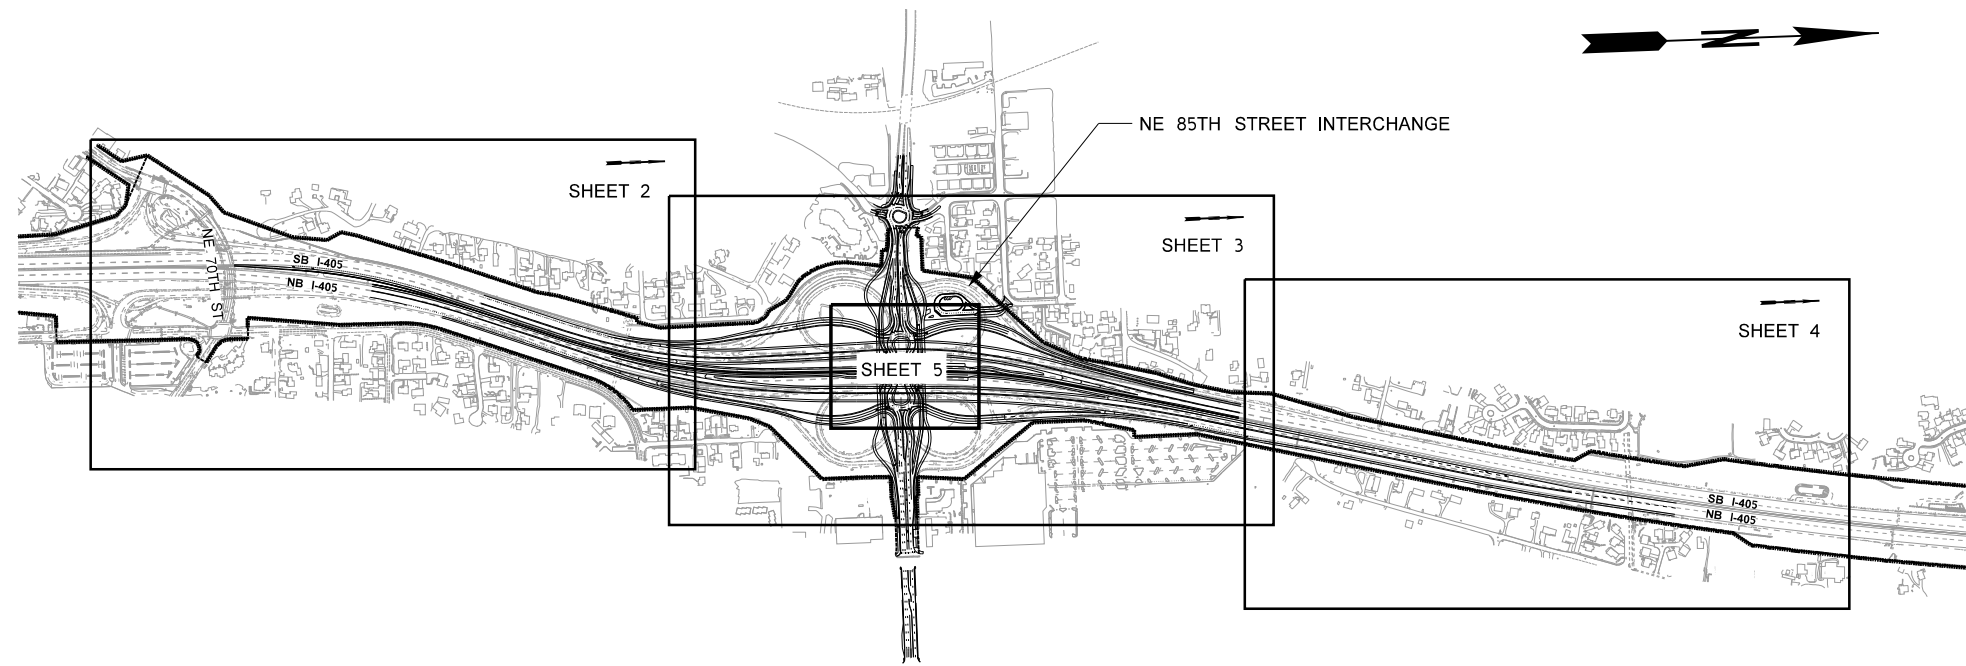 N
NE 85TH STREET INTERCHANGE
SHEET 2
SHEET 3
SHEET 4
NE 70TH ST
SB I-405
NB I-405
SHEET 5
SB I-405
NB I-405